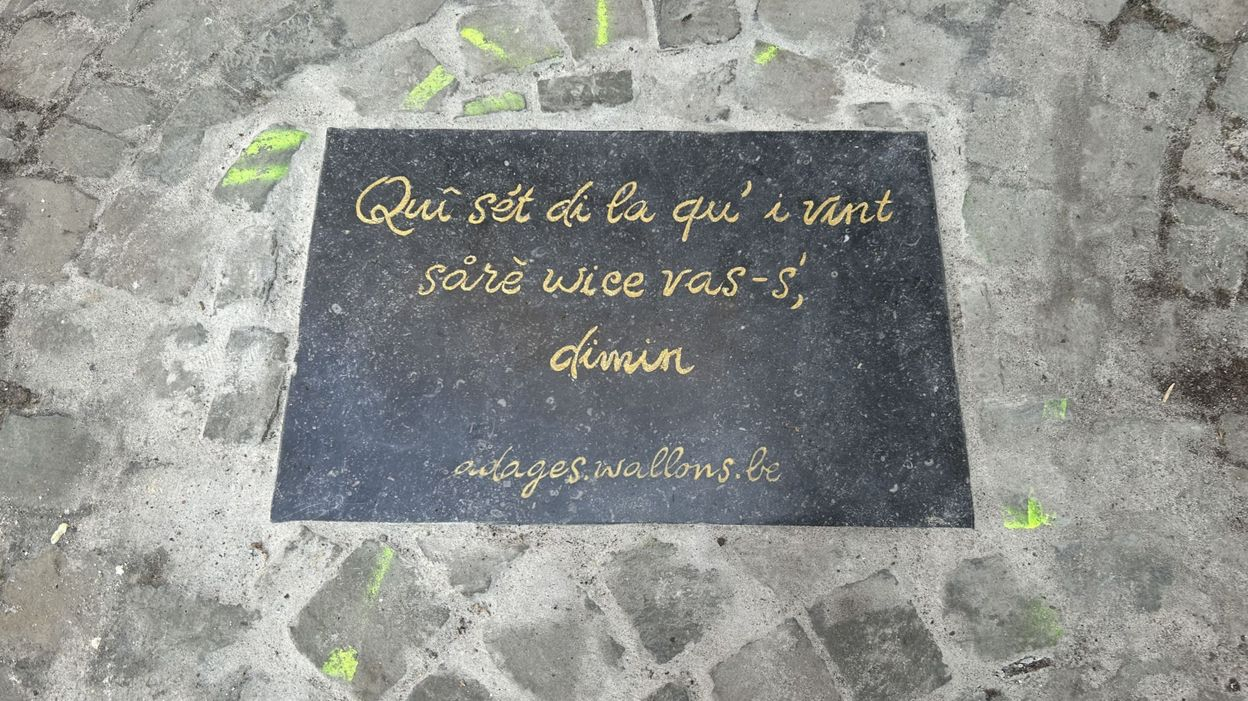 Quî sét di la qu' i vint
sårè wice vas-s',
dimin
adages.wallons.be